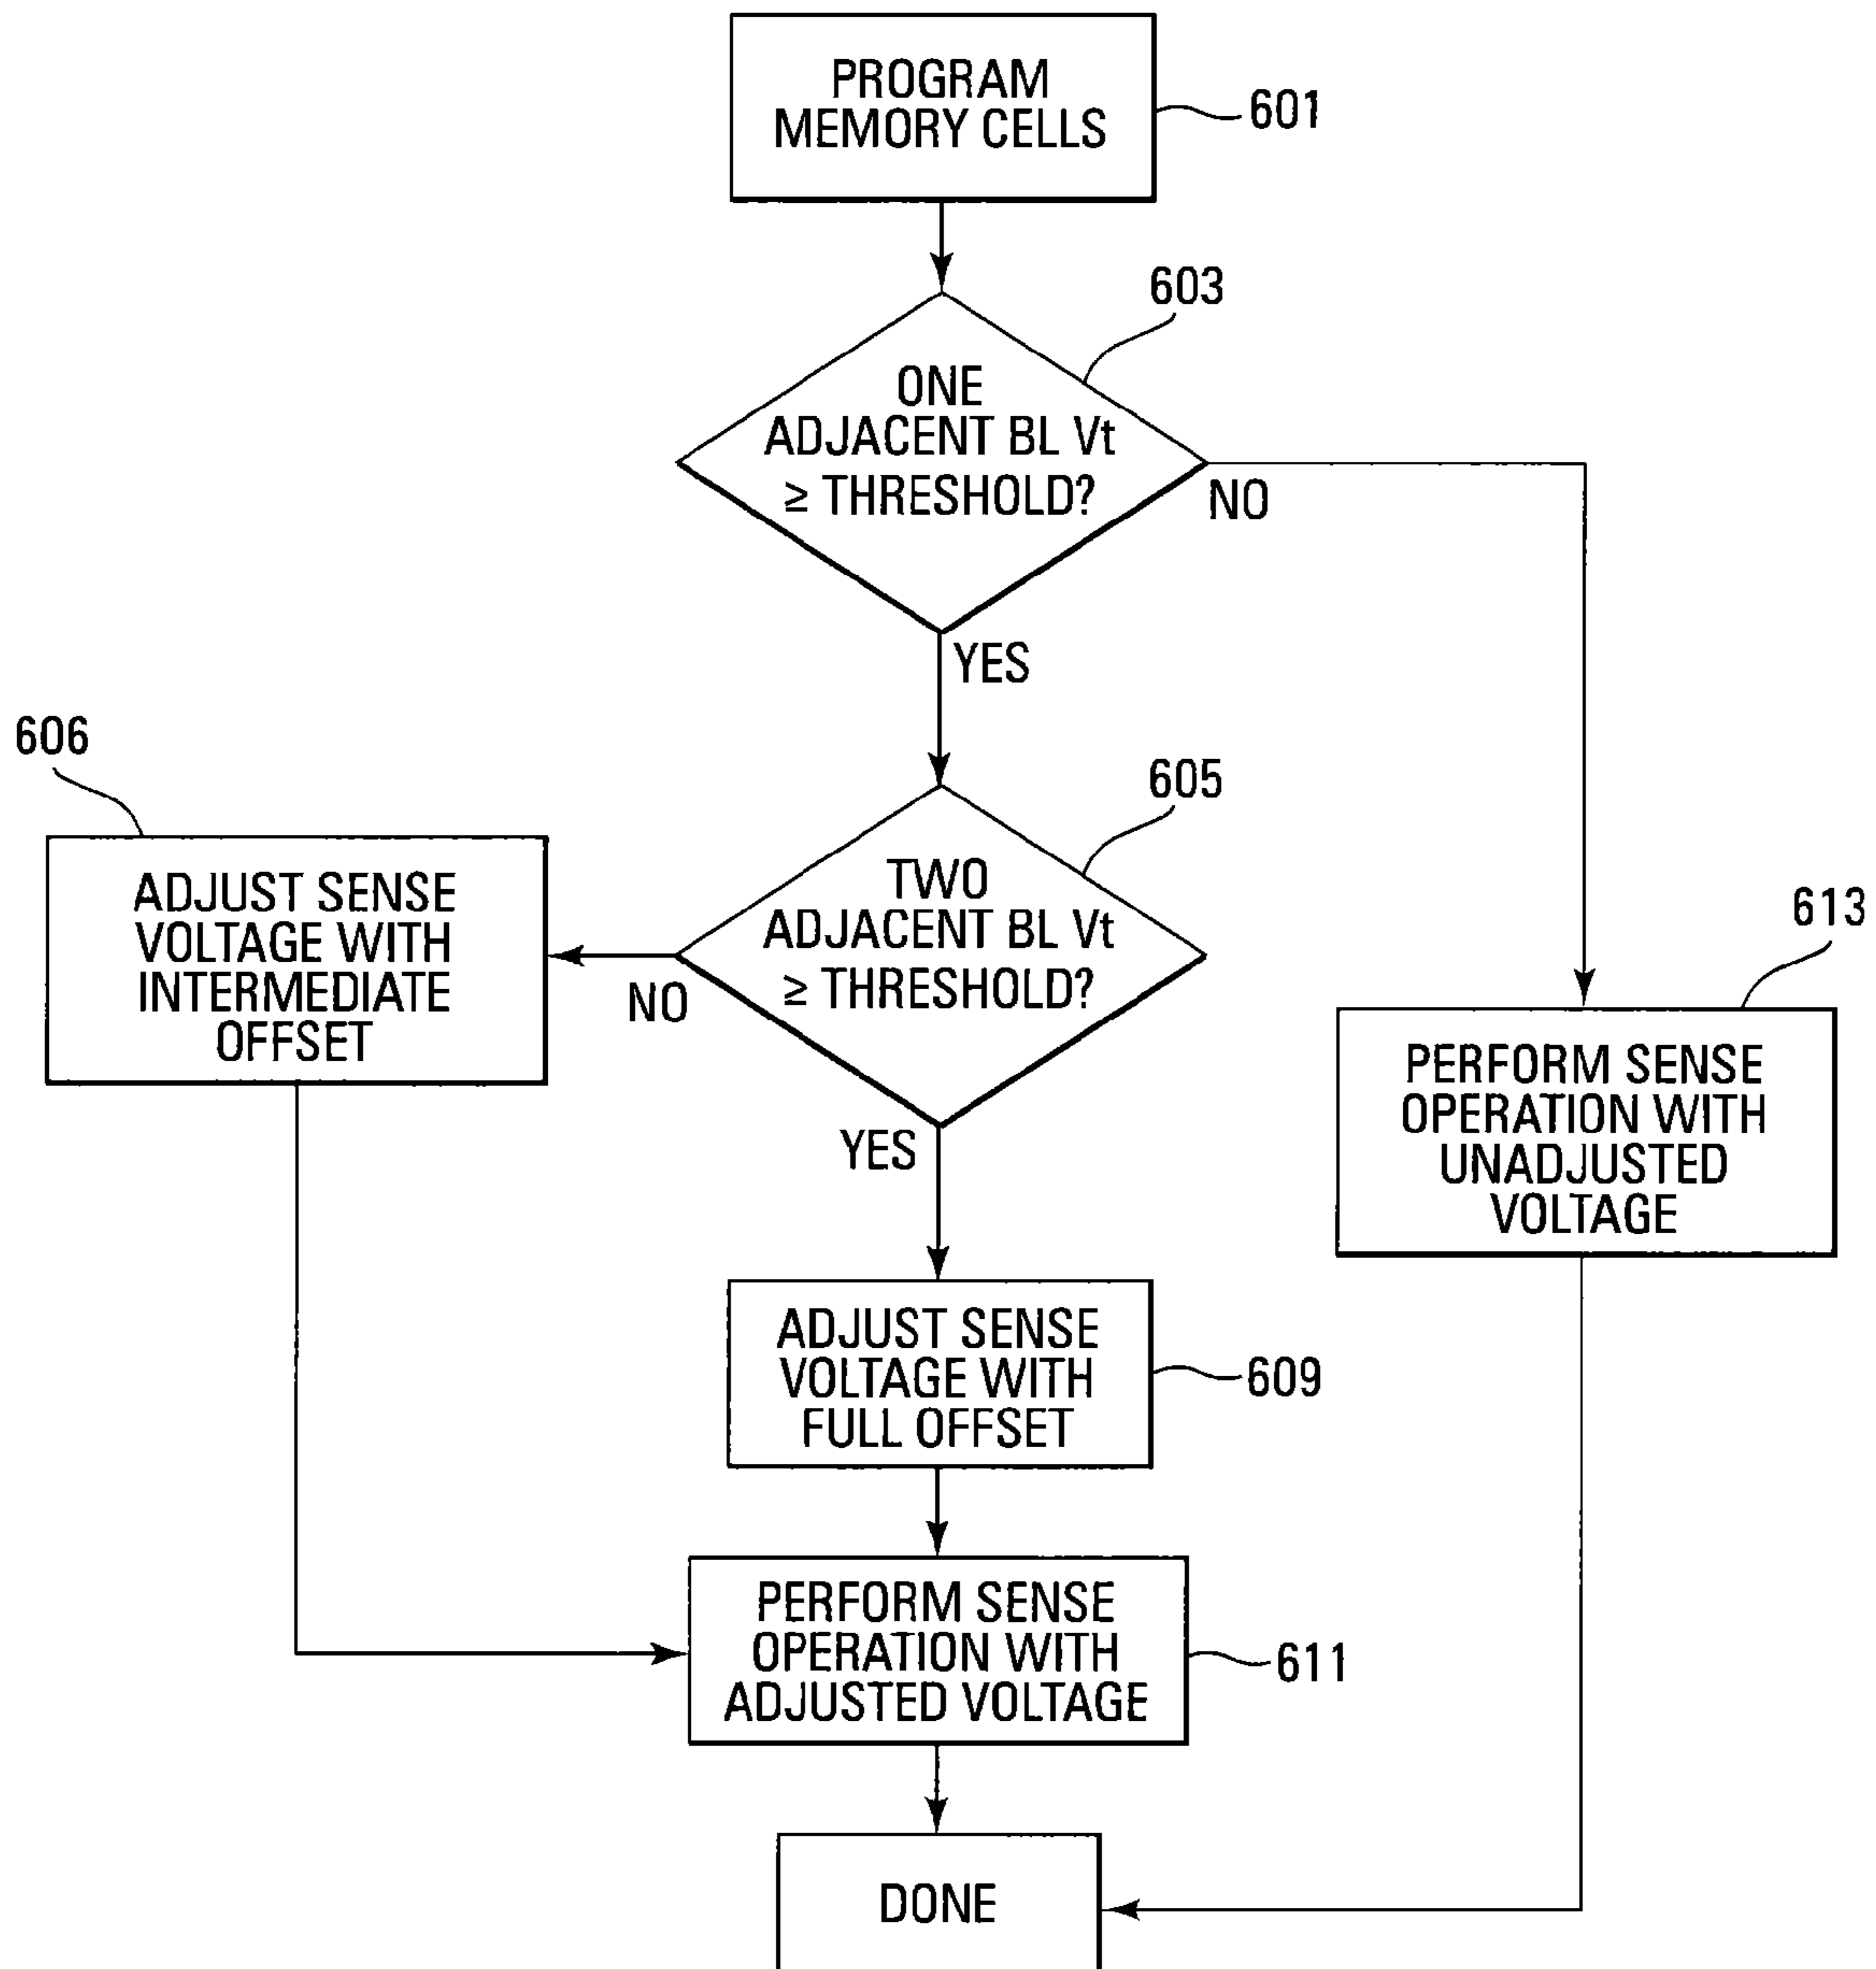 PROGRAM
MEMORY CELLS
601
603
ONE
ADJACENT BL Vt
≥ THRESHOLD?
NO
YES
606
605
ADJUST SENSE
VOLTAGE WITH
INTERMEDIATE
OFFSET
TWO
ADJACENT BL Vt
≥ THRESHOLD?
NO
YES
613
PERFORM SENSE
OPERATION WITH
UNADJUSTED
VOLTAGE
ADJUST SENSE
VOLTAGE WITH
FULL OFFSET
609
PERFORM SENSE
OPERATION WITH
ADJUSTED VOLTAGE
611
DONE